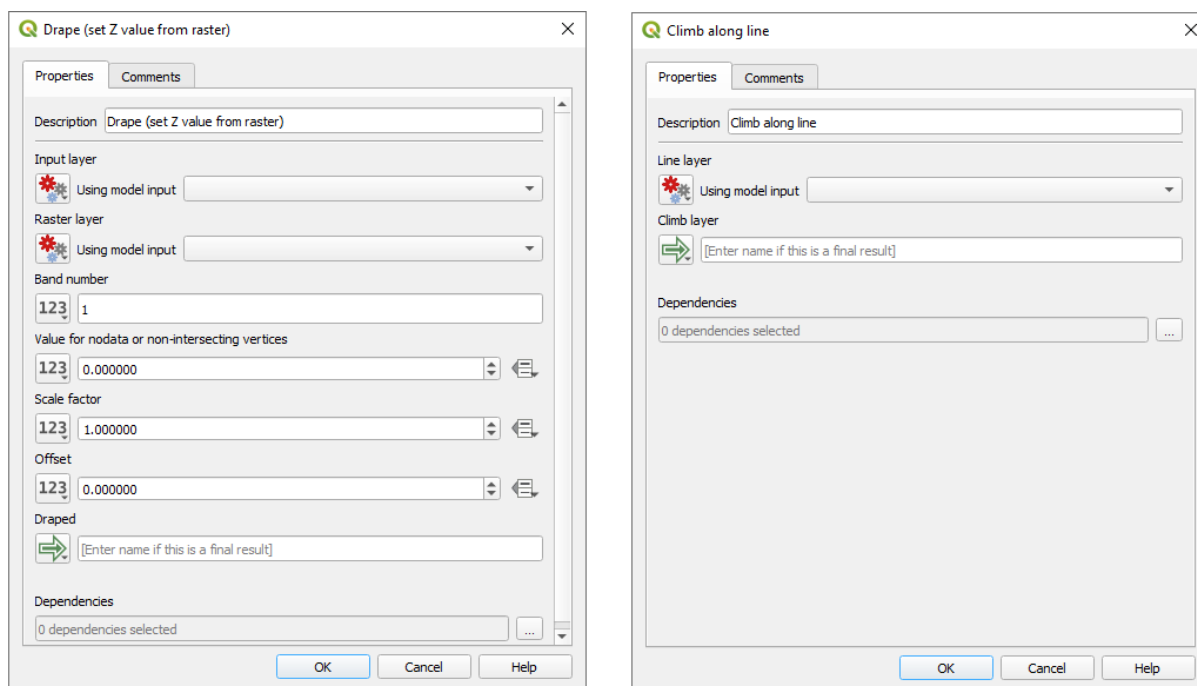 Drape (set Z value from raster)
Properties
Comments
Description Drape (set Z value from raster)
Input layer
Using model input
Raster layer
Using model input
Band number
123 1
Value for nodata or non-intersecting vertices
123 0.000000
Scale factor
123 1.000000
Offset
123 0.000000
Draped
[Enter name if this is a final result]
Dependencies
0 dependencies selected
...
OK
Cancel
Help
Climb along line
Properties
Comments
Description Climb along line
Line layer
Using model input
Climb layer
[Enter name if this is a final result]
Dependencies
0 dependencies selected
...
OK
Cancel
Help